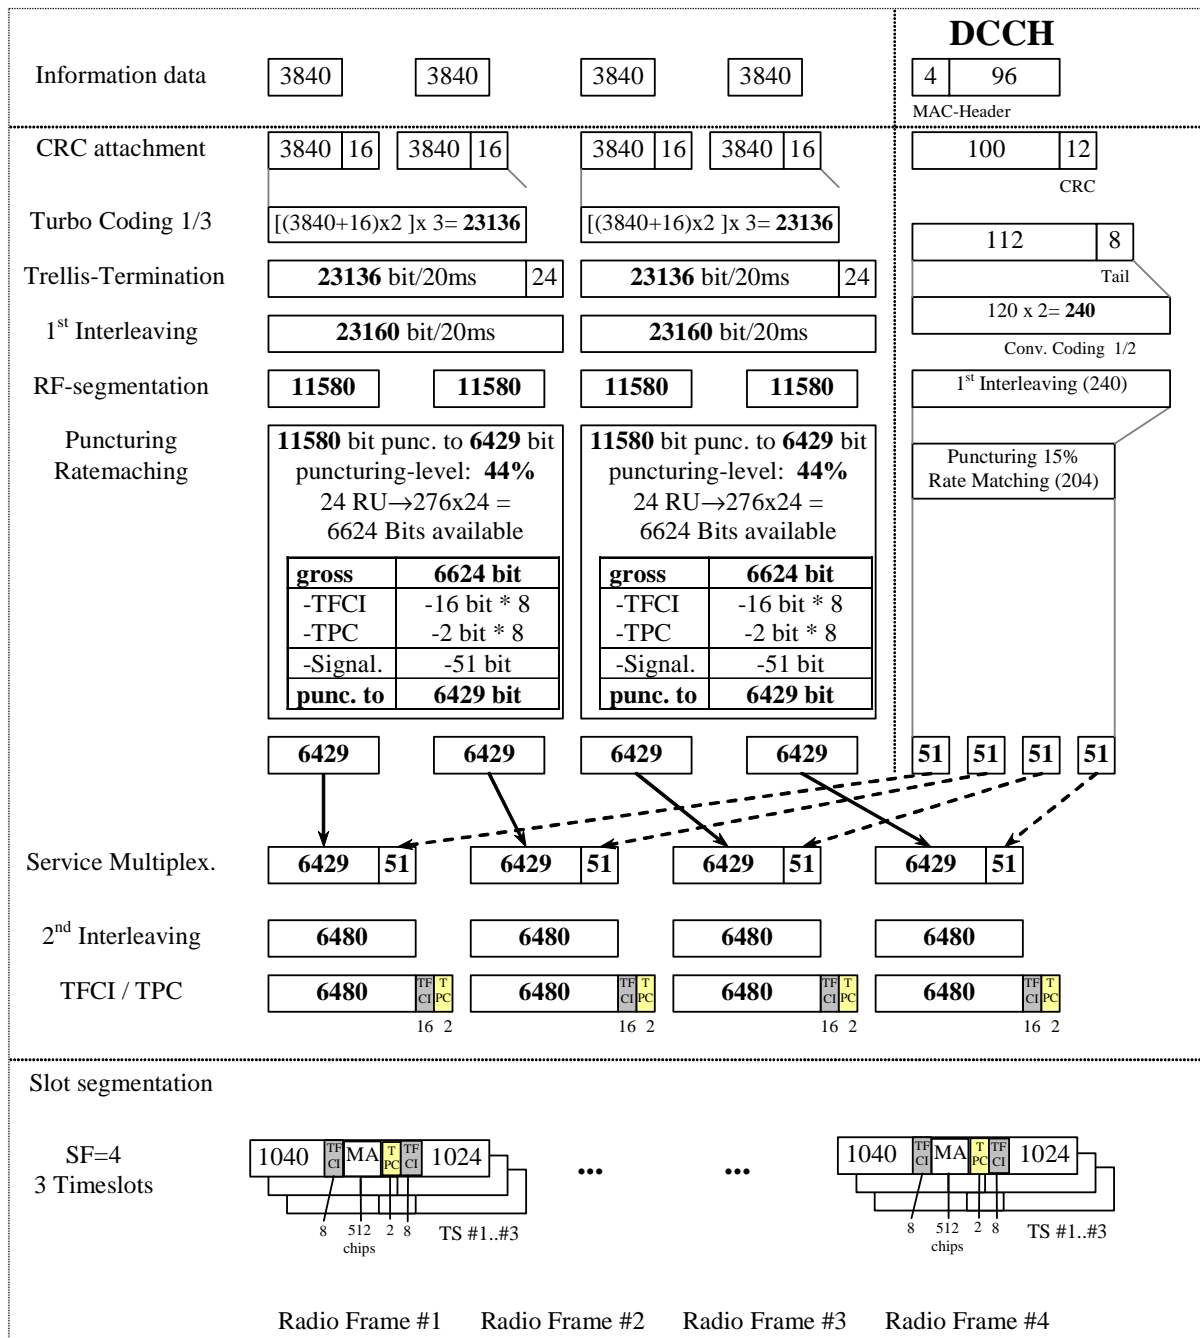 DCCH
Information data 3840 3840 3840 3840 4 96
MAC-Header
CRC attachment 3840 16 3840 16 3840 16 3840 16 100 12
CRC
Turbo Coding 1/3 [(3840+16)x2 ]x 3= 23136 [(3840+16)x2 ]x 3= 23136
112 8
Tail
Trellis-Termination 23136 bit/20ms 24 23136 bit/20ms 24
120 x 2= 240
Conv. Coding 1/2
1st Interleaving 23160 bit/20ms 23160 bit/20ms
RF-segmentation 11580 11580 11580 11580 1st Interleaving (240)
Puncturing
Ratemaching
11580 bit punc. to 6429 bit
puncturing-level: 44%
24 RU→276x24 =
6624 Bits available
gross 6624 bit
-TFCI -16 bit * 8
-TPC -2 bit * 8
-Signal. -51 bit
punc. to 6429 bit
11580 bit punc. to 6429 bit
puncturing-level: 44%
24 RU→276x24 =
6624 Bits available
gross 6624 bit
-TFCI -16 bit * 8
-TPC -2 bit * 8
-Signal. -51 bit
punc. to 6429 bit
Puncturing 15%
Rate Matching (204)
6429 6429 6429 6429 51 51 51 51
Service Multiplex. 6429 51 6429 51 6429 51 6429 51
2nd Interleaving 6480 6480 6480 6480
TFCI / TPC 6480 TF CI T PC 6480 TF CI T PC 6480 TF CI T PC 6480 TF CI T PC
16 2 16 2 16 2 16 2
Slot segmentation
SF=4
3 Timeslots
1040 TF CI MA T PC TF CI 1024 ... ... 1040 TF CI MA T PC TF CI 1024
8 512 2 8 TS #1..#3 8 512 2 8 TS #1..#3
chips chips
Radio Frame #1 Radio Frame #2 Radio Frame #3 Radio Frame #4